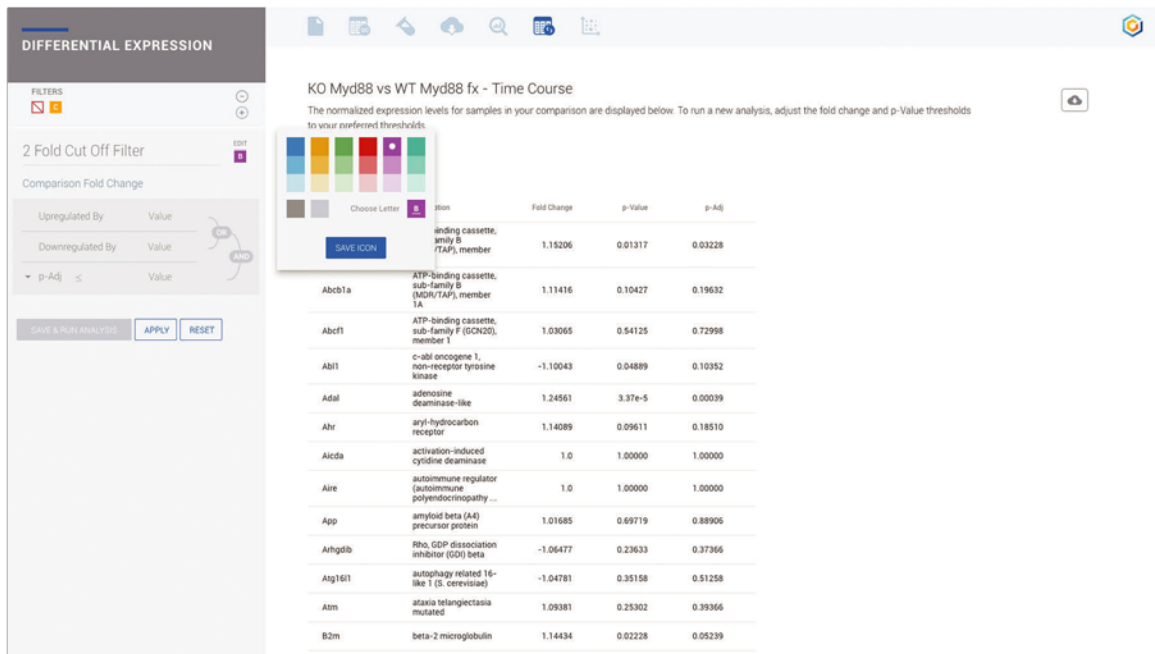 DIFFERENTIAL EXPRESSION
FILTERS
C
2 Fold Cut Off Filter
EDIT
B
Comparison Fold Change
Upregulated By Value
OR
Downregulated By Value
AND
p-Adj ≤ Value
SAVE & RUN ANALYSIS APPLY RESET
KO Myd88 vs WT Myd88 fx - Time Course
The normalized expression levels for samples in your comparison are displayed below. To run a new analysis, adjust the fold change and p-Value thresholds
to your preferred thresholds.
Choose Letter B
SAVE ICON
Fold Change p-Value p-Adj
binding cassette,
family B
/TAP), member
1.15206 0.01317 0.03228
Abcb1a
ATP-binding cassette,
sub-family B
(MDR/TAP), member
1A
1.11416 0.10427 0.19632
Abcf1
ATP-binding cassette,
sub-family F (GCN20),
member 1
1.03065 0.54125 0.72998
Abl1
c-abl oncogene 1,
non-receptor tyrosine
kinase
-1.10043 0.04889 0.10352
Adal
adenosine
deaminase-like
1.24561 3.37e-5 0.00039
Ahr
aryl-hydrocarbon
receptor
1.14089 0.09611 0.18510
Aicda
activation-induced
cytidine deaminase
1.0 1.00000 1.00000
Aire
autoimmune regulator
(autoimmune
polyendocrinopathy ...
1.0 1.00000 1.00000
App
amyloid beta (A4)
precursor protein
1.01685 0.69719 0.88906
Arhgdib
Rho, GDP dissociation
inhibitor (GDI) beta
-1.06477 0.23633 0.37366
Atg16l1
autophagy related 16-
like 1 (S. cerevisiae)
-1.04781 0.35158 0.51258
Atm
ataxia telangiectasia
mutated
1.09381 0.25302 0.39366
B2m
beta-2 microglobulin
1.14434 0.02228 0.05239